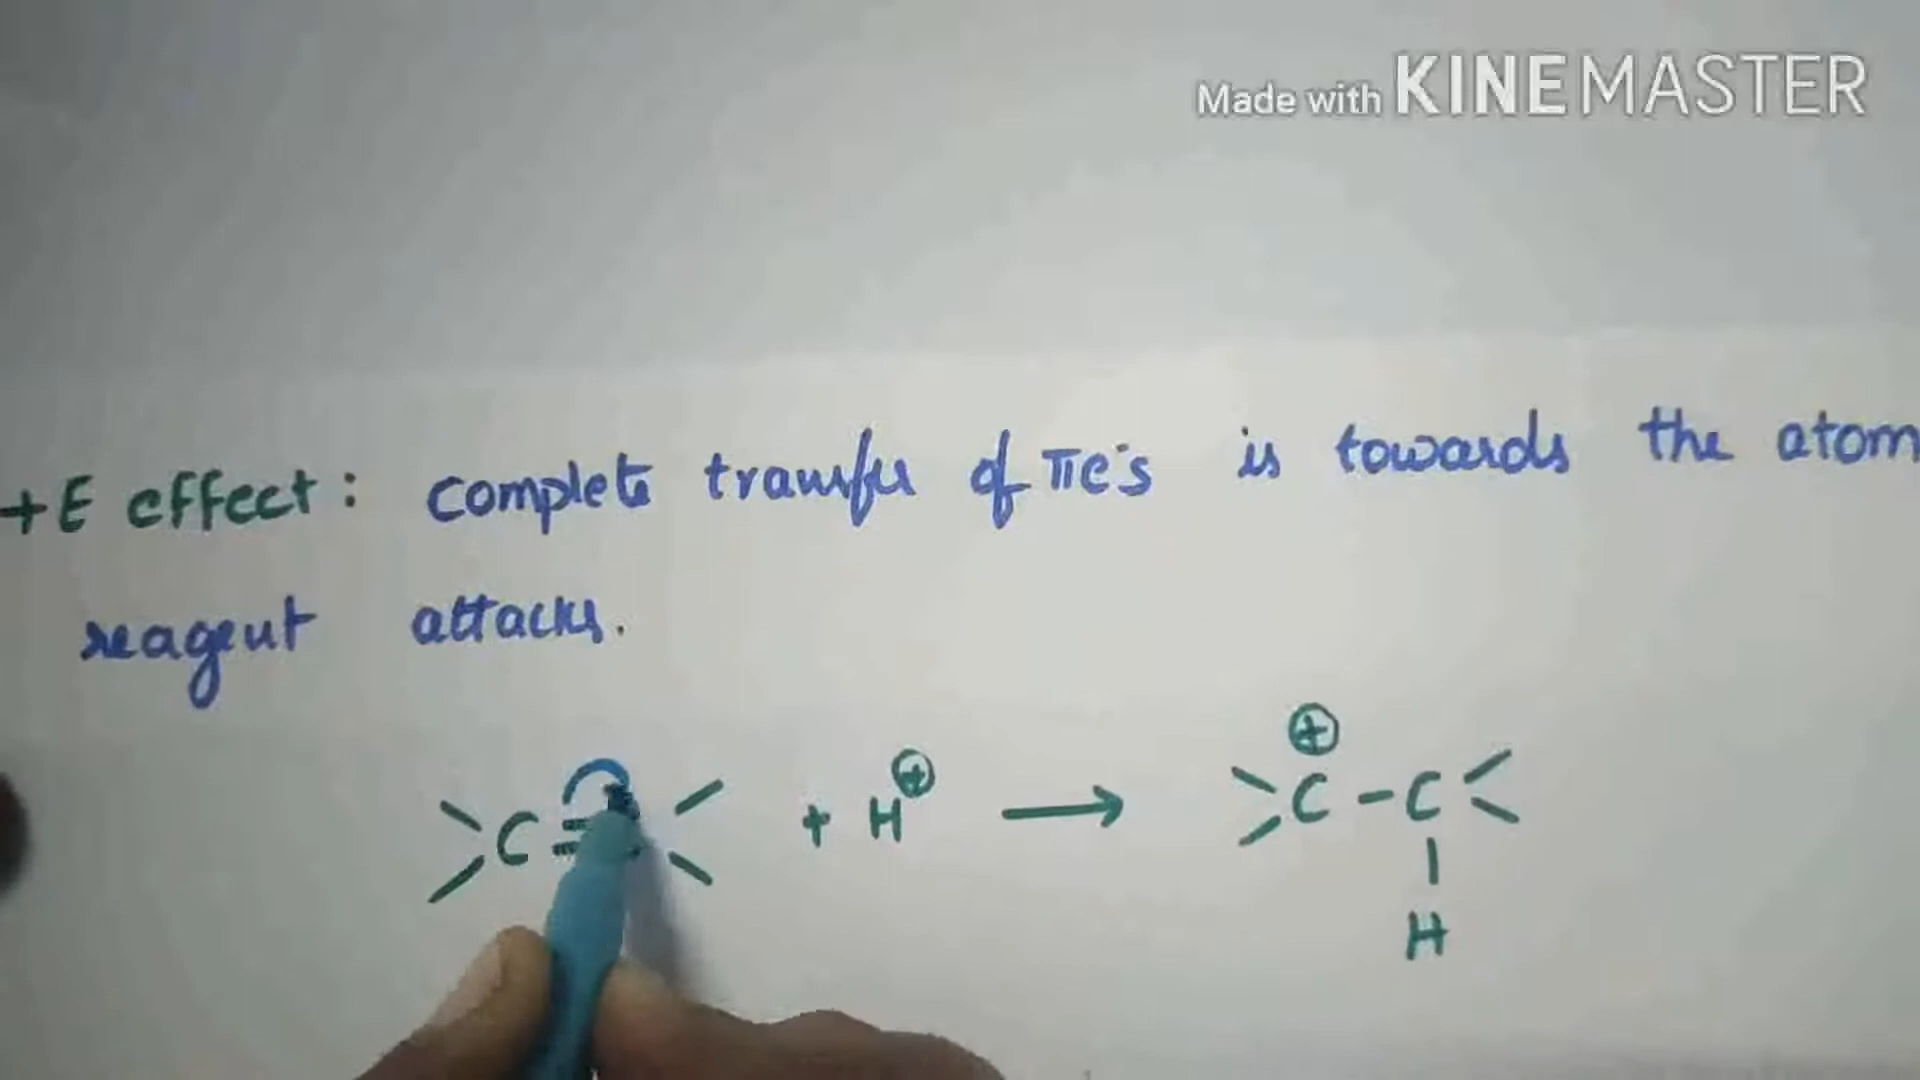 Made with KINEMASTER
+E effect: complete transfer of πe's is towards the atom
reagent attacks.
C = + H⊕ → ⊕ C - C
H